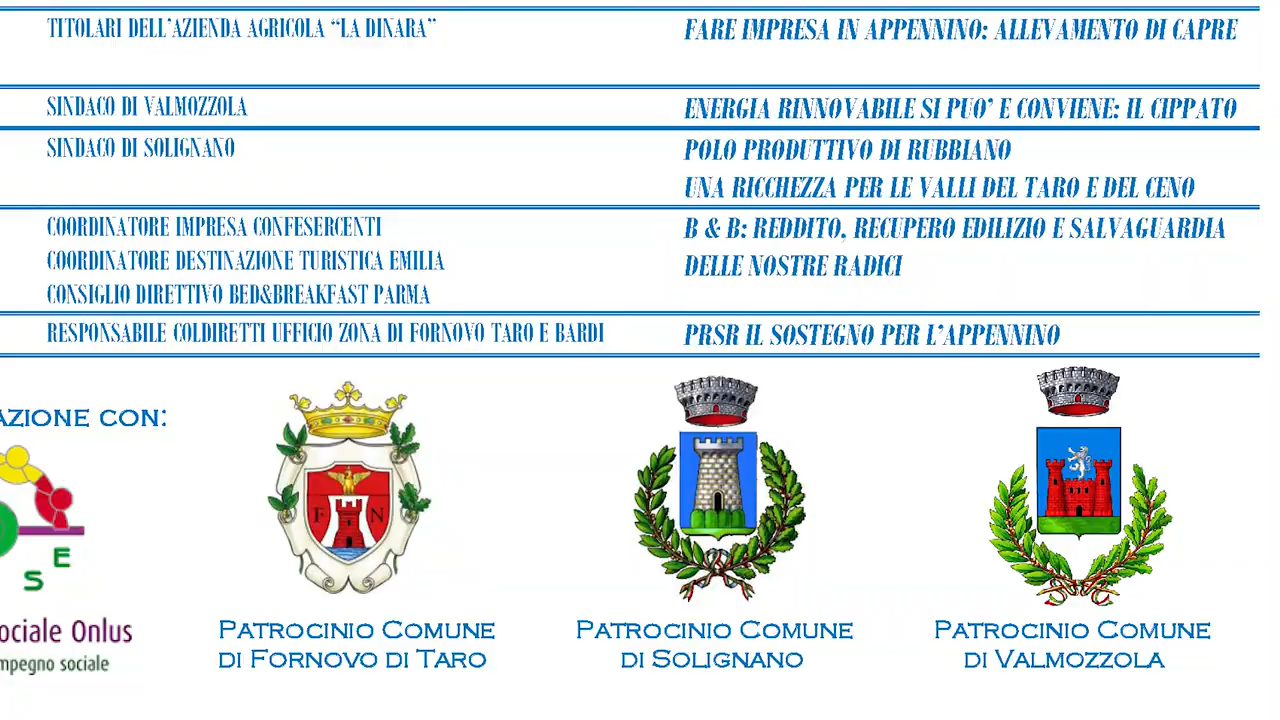 TITOLARI DELL'AZIENDA AGRICOLA “LA DINARA”
FARE IMPRESA IN APPENNINO: ALLEVAMENTO DI CAPRE
SINDACO DI VALMOZZOLA
ENERGIA RINNOVABILE SI PUO’ E CONVIENE: IL CIPPATO
SINDACO DI SOLIGNANO
POLO PRODUTTIVO DI RUBBIANO
UNA RICCHEZZA PER LE VALLI DEL TARO E DEL CENO
COORDINATORE IMPRESA CONFESERCENTI
COORDINATORE DESTINAZIONE TURISTICA EMILIA
CONSIGLIO DIRETTIVO BED&BREAKFAST PARMA
B & B: REDDITO, RECUPERO EDILIZIO E SALVAGUARDIA
DELLE NOSTRE RADICI
RESPONSABILE COLDIRETTI UFFICIO ZONA DI FORNOVO TARO E BARDI
PRSR IL SOSTEGNO PER L’APPENNINO
AZIONE CON:
S E
ociale Onlus
mpegno sociale
F N
PATROCINIO COMUNE
DI FORNOVO DI TARO
PATROCINIO COMUNE
DI SOLIGNANO
PATROCINIO COMUNE
DI VALMOZZOLA